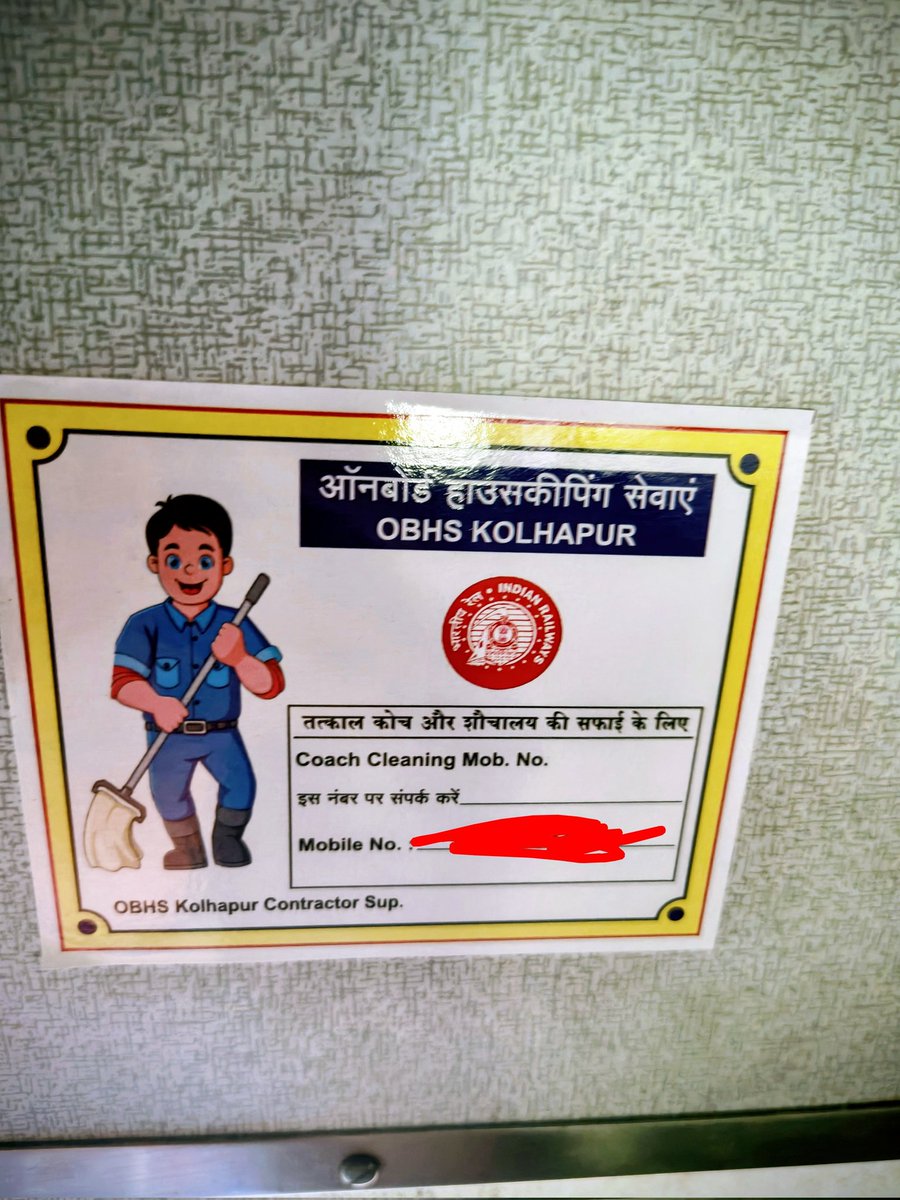 ऑनबोर्ड हाउसकीपिंग सेवाएं
OBHS KOLHAPUR
भारतीय रेल • INDIAN RAILWAYS
तत्काल कोच और शौचालय की सफाई के लिए
Coach Cleaning Mob. No.
इस नंबर पर संपर्क करें
Mobile No. :
OBHS Kolhapur Contractor Sup.